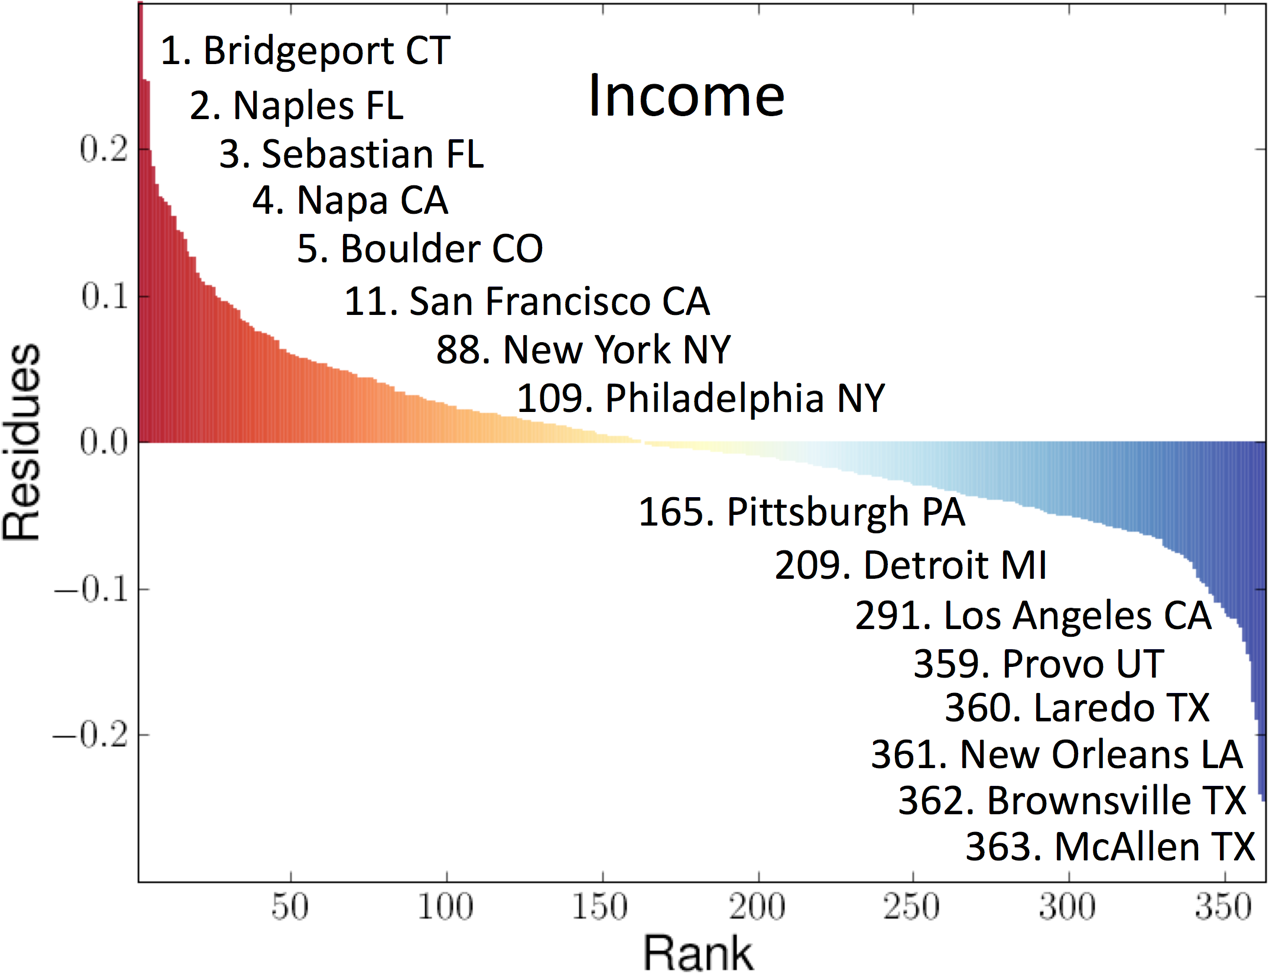 Income
1. Bridgeport CT
2. Naples FL
3. Sebastian FL
4. Napa CA
5. Boulder CO
11. San Francisco CA
88. New York NY
109. Philadelphia NY
165. Pittsburgh PA
209. Detroit MI
291. Los Angeles CA
359. Provo UT
360. Laredo TX
361. New Orleans LA
362. Brownsville TX
363. McAllen TX
Residues
0.2
0.1
0.0
−0.1
−0.2
50 100 150 200 250 300 350
Rank